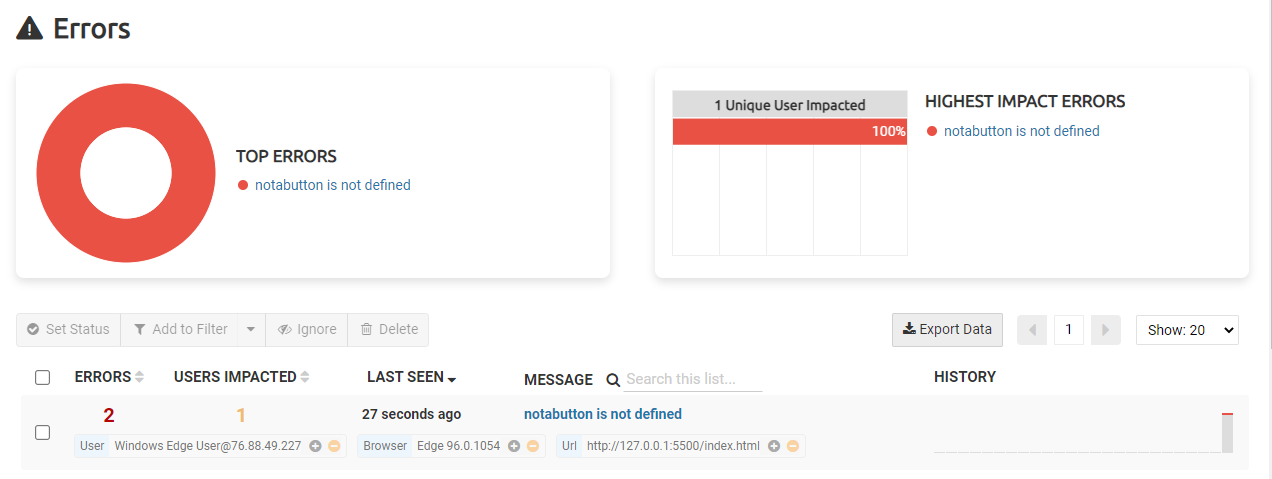 Errors
TOP ERRORS
notabutton is not defined
1 Unique User Impacted
100%
HIGHEST IMPACT ERRORS
notabutton is not defined
Set Status Add to Filter Ignore Delete
Export Data 1 Show: 20
ERRORS USERS IMPACTED LAST SEEN MESSAGE Search this list... HISTORY
2 1 27 seconds ago notabutton is not defined
User Windows Edge User@76.88.49.227 Browser Edge 96.0.1054 Url http://127.0.0.1:5500/index.html